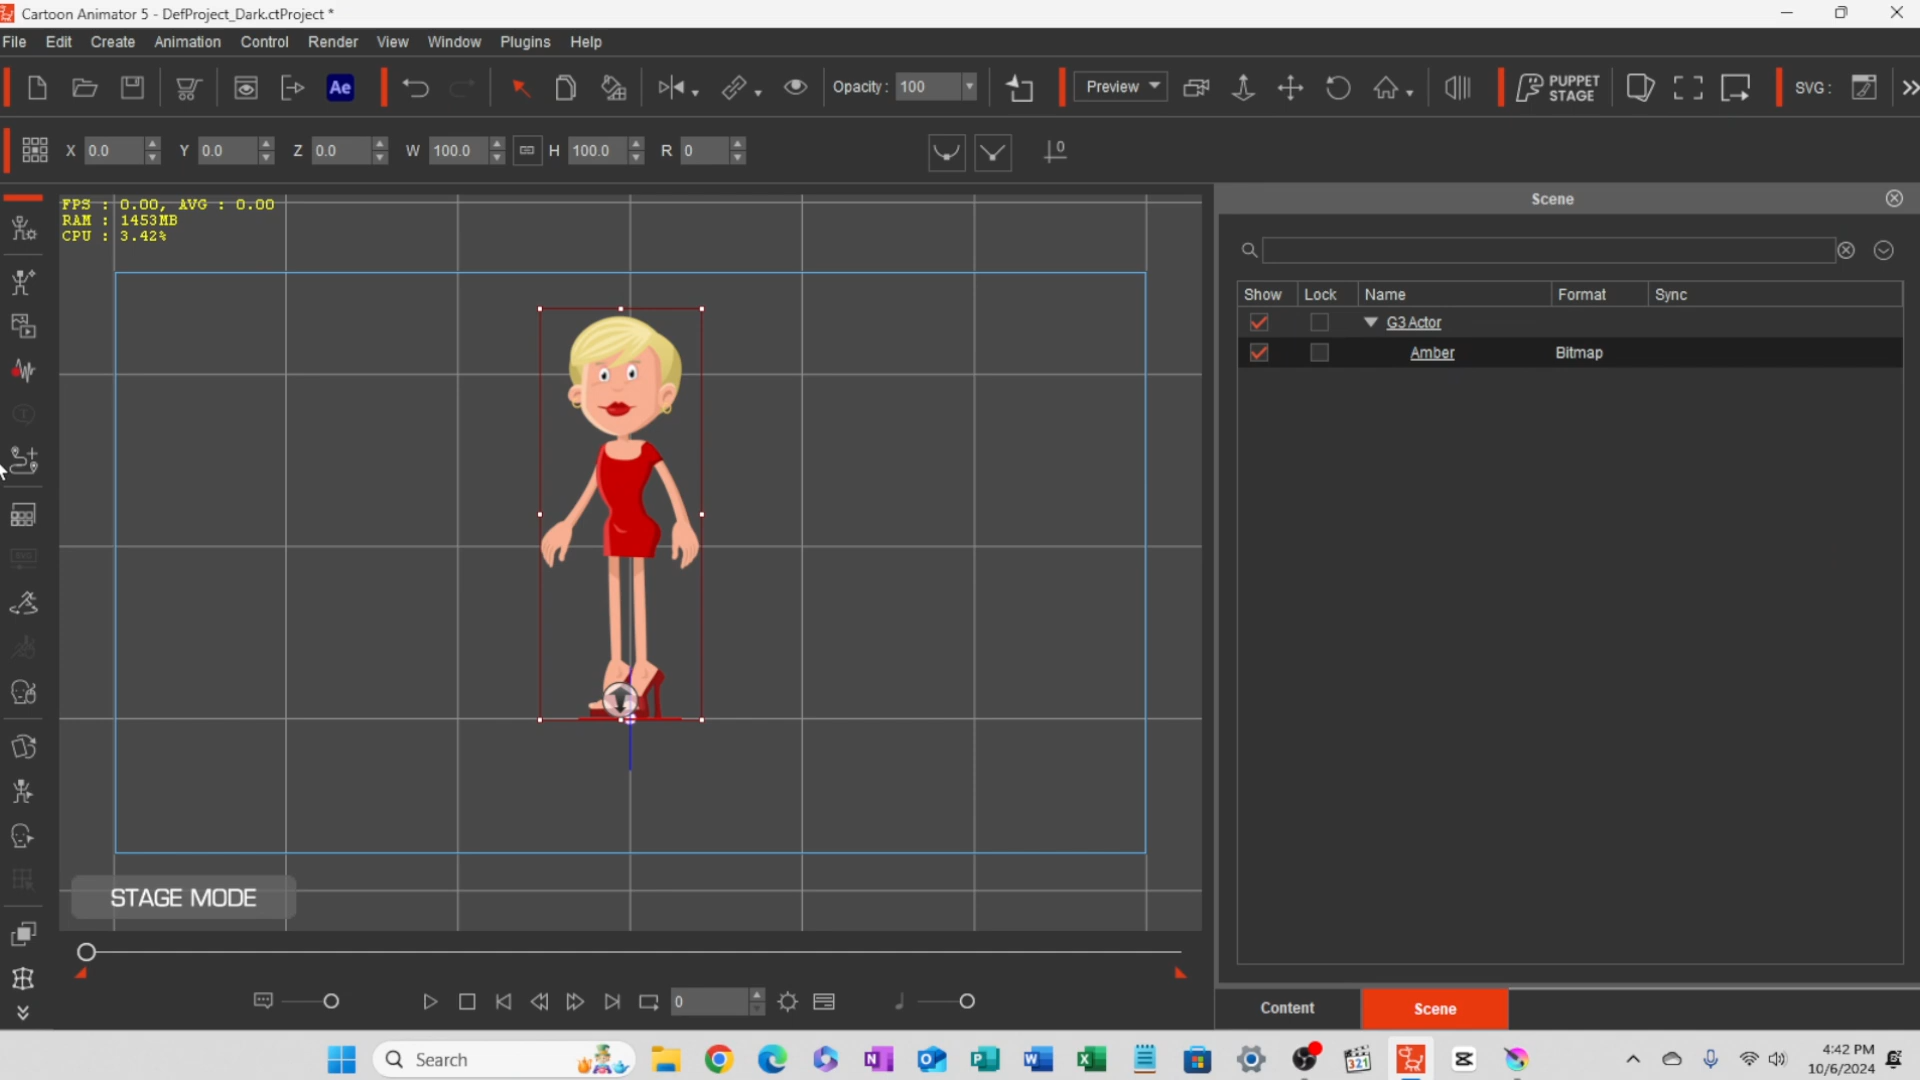 Cartoon Animator 5 - DefProject_Dark.ctProject *
File Edit Create Animation Control Render View Window Plugins Help
Ae Opacity : 100 Preview PUPPET STAGE SVG :
X 0.0 Y 0.0 Z 0.0 W 100.0 H 100.0 R 0 0
FPS : 0.00, AVG : 0.00
RAM : 1453MB
CPU : 3.42%
Scene
Show Lock Name Format Sync
G3 Actor
Amber Bitmap
STAGE MODE
0
Content Scene
Search
321
4:42 PM
10/6/2024